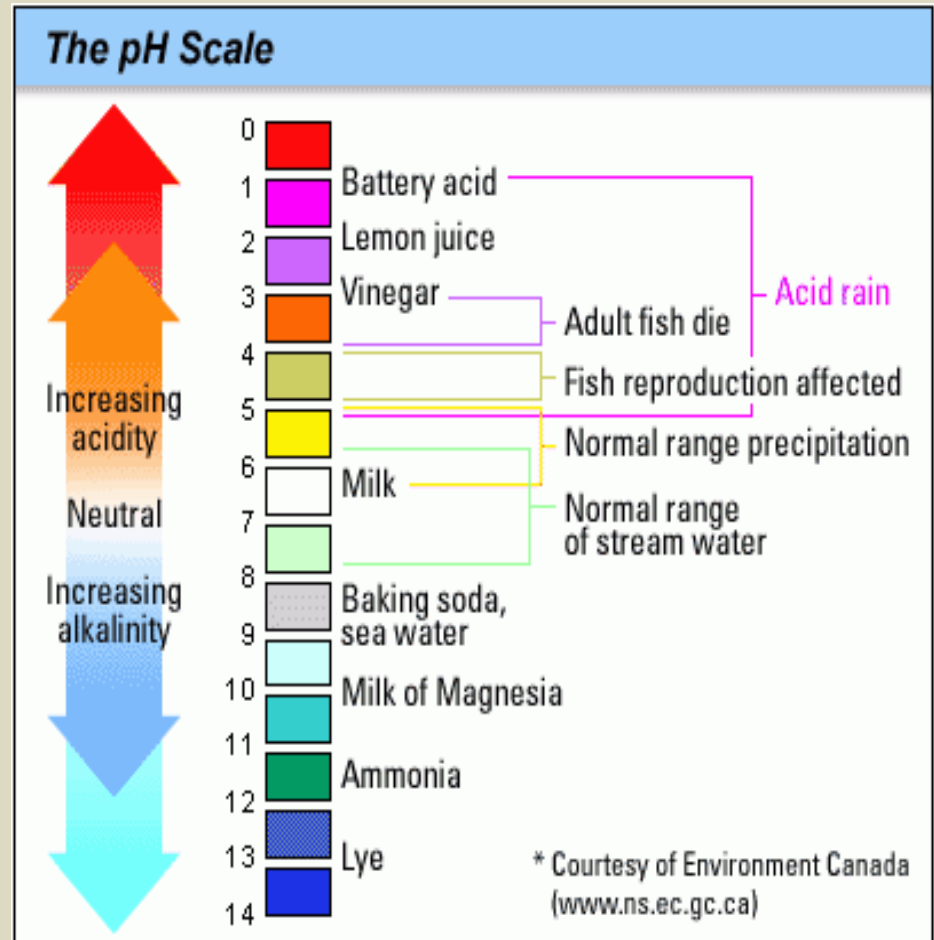 The pH Scale
0
1
2
3
4
5
6
7
8
9
10
11
12
13
14
Increasing
acidity
Neutral
Increasing
alkalinity
Battery acid
Lemon juice
Vinegar
Milk
Baking soda,
sea water
Milk of Magnesia
Ammonia
Lye
Acid rain
Adult fish die
Fish reproduction affected
Normal range precipitation
Normal range
of stream water
* Courtesy of Environment Canada
(www.ns.ec.gc.ca)